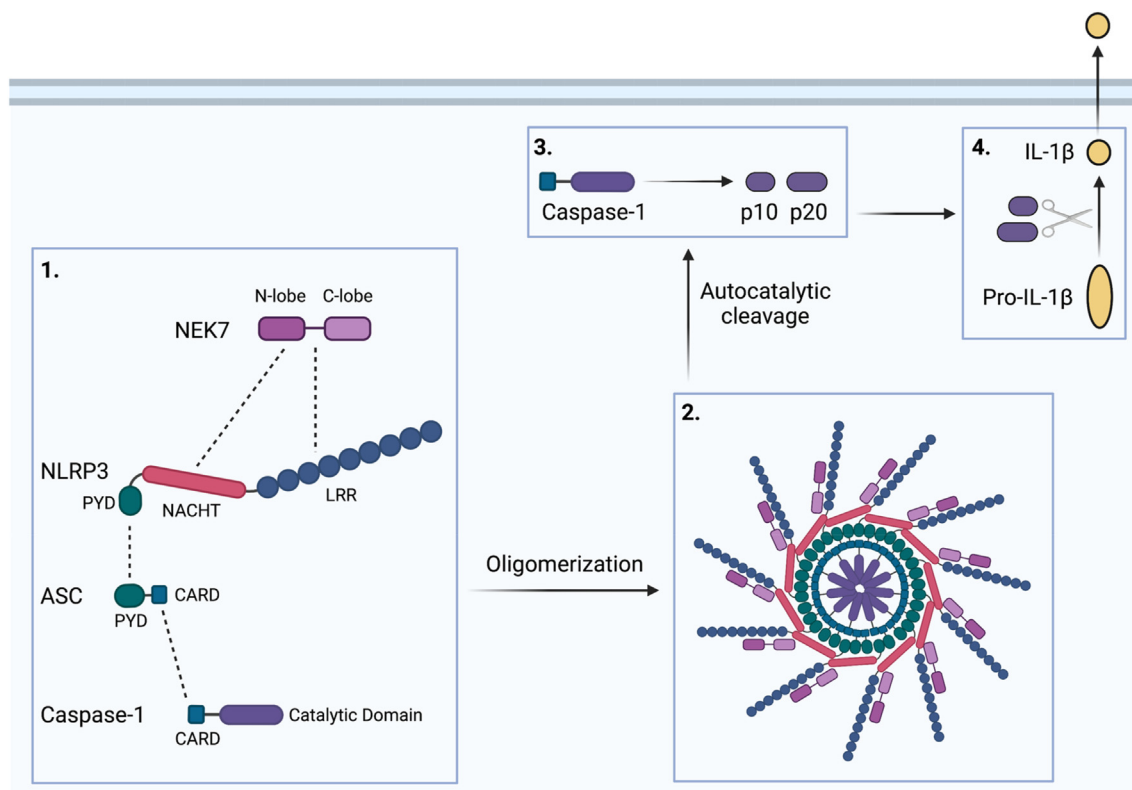 1.
N-lobe C-lobe
NEK7
NLRP3
PYD
NACHT
LRR
ASC
CARD
PYD
Caspase-1
Catalytic Domain
CARD
Oligomerization
2.
Autocatalytic
cleavage
3.
Caspase-1
p10 p20
4.
IL-1β
Pro-IL-1β